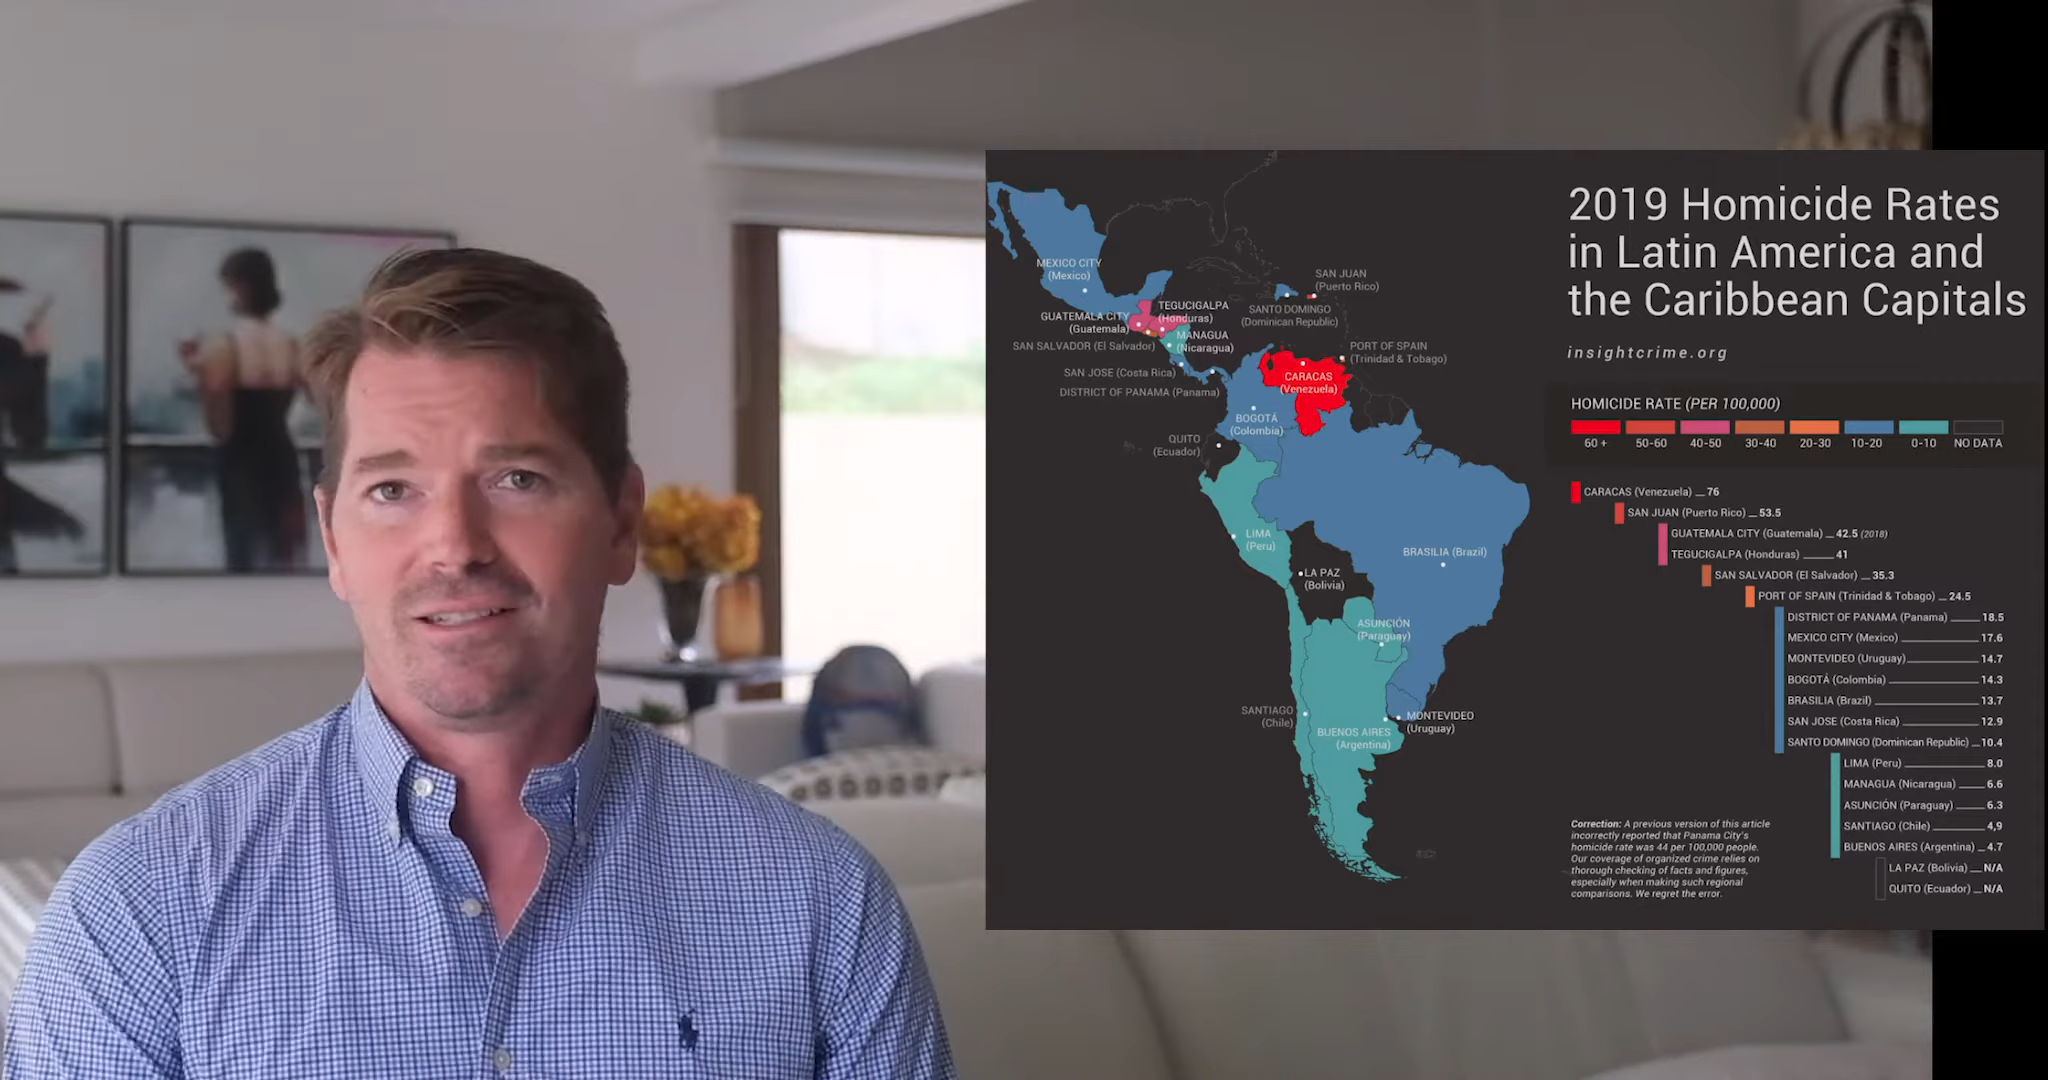 2019 Homicide Rates
in Latin America and
the Caribbean Capitals
insightcrime.org
HOMICIDE RATE (PER 100,000)
60 + 50-60 40-50 30-40 20-30 10-20 0-10 NO DATA
MEXICO CITY
(Mexico)
SAN JUAN
(Puerto Rico)
TEGUCIGALPA
(Honduras)
SANTO DOMINGO
(Dominican Republic)
GUATEMALA CITY
(Guatemala)
MANAGUA
(Nicaragua)
SAN SALVADOR (El Salvador)
PORT OF SPAIN
(Trinidad & Tobago)
SAN JOSE (Costa Rica)
CARACAS
(Venezuela)
DISTRICT OF PANAMA (Panama)
BOGOTÁ
(Colombia)
QUITO
(Ecuador)
LIMA
(Peru)
BRASILIA (Brazil)
LA PAZ
(Bolivia)
ASUNCIÓN
(Paraguay)
SANTIAGO
(Chile)
MONTEVIDEO
(Uruguay)
BUENOS AIRES
(Argentina)
CARACAS (Venezuela) 76
SAN JUAN (Puerto Rico) 53.5
GUATEMALA CITY (Guatemala) 42.5 (2018)
TEGUCIGALPA (Honduras) 41
SAN SALVADOR (El Salvador) 35.3
PORT OF SPAIN (Trinidad & Tobago) 24.5
DISTRICT OF PANAMA (Panama) 18.5
MEXICO CITY (Mexico) 17.6
MONTEVIDEO (Uruguay) 14.7
BOGOTÁ (Colombia) 14.3
BRASILIA (Brazil) 13.7
SAN JOSE (Costa Rica) 12.9
SANTO DOMINGO (Dominican Republic) 10.4
LIMA (Peru) 8.0
MANAGUA (Nicaragua) 6.6
ASUNCIÓN (Paraguay) 6.3
SANTIAGO (Chile) 4,9
BUENOS AIRES (Argentina) 4.7
LA PAZ (Bolivia) N/A
QUITO (Ecuador) N/A
Correction: A previous version of this article
incorrectly reported that Panama City's
homicide rate was 44 per 100,000 people.
Our coverage of organized crime relies on
thorough checking of facts and figures,
especially when making such regional
comparisons. We regret the error.